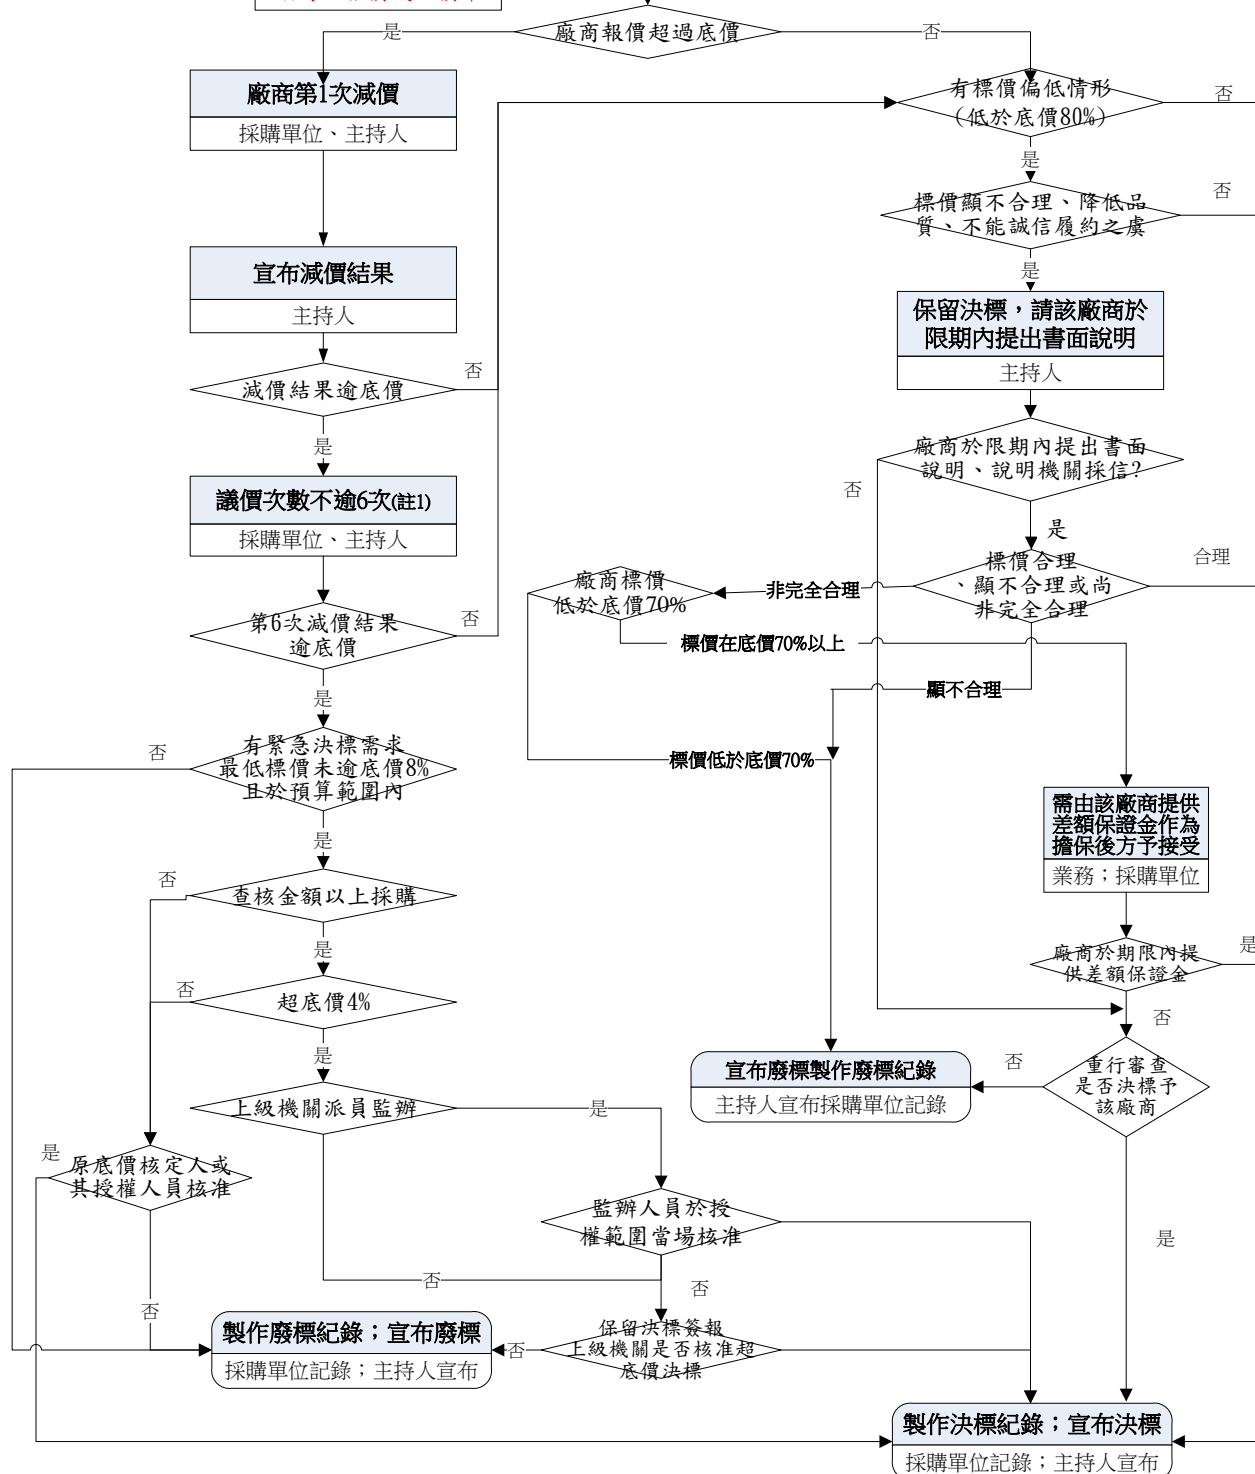 廠商報價超過底價
是
否
廠商第1次減價
採購單位、主持人
有標價偏低情形
(低於底價80%)
否
是
標價顯不合理、降低品
質、不能誠信履約之虞
否
是
宣布減價結果
主持人
保留決標，請該廠商於
限期內提出書面說明
主持人
減價結果逾底價
否
是
廠商於限期內提出書面
說明、說明機關採信?
否
是
議價次數不逾6次(註1)
採購單位、主持人
標價合理
、顯不合理或尚
非完全合理
合理
非完全合理
廠商標價
低於底價70%
第6次減價結果
逾底價
否
標價在底價70%以上
顯不合理
是
有緊急決標需求
最低標價未逾底價8%
且於預算範圍內
否
標價低於底價70%
是
需由該廠商提供
差額保證金作為
擔保後方予接受
業務；採購單位
查核金額以上採購
否
是
廠商於期限內提
供差額保證金
是
否
超底價4%
否
是
宣布廢標製作廢標紀錄
主持人宣布採購單位記錄
否
重行審查
是否決標予
該廠商
上級機關派員監辦
是
是
原底價核定人或
其授權人員核准
監辦人員於授
權範圍當場核准
是
否
否
否
製作廢標紀錄；宣布廢標
採購單位記錄；主持人宣布
否
保留決標簽報
上級機關是否核准超
底價決標
製作決標紀錄；宣布決標
採購單位記錄；主持人宣布